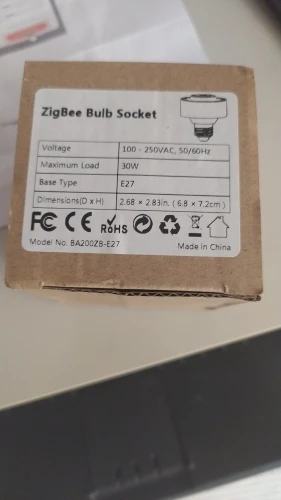 ZigBee Bulb Socket
Voltage 100 - 250VAC, 50/60Hz
Maximum Load 30W
Base Type E27
Dimensions(D x H) 2.68 × 2.83in. ( 6.8 × 7.2cm )
FC CE RoHS
Model No. BA200ZB-E27 Made in China